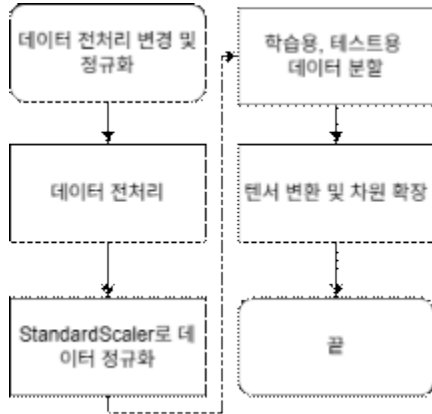 데이터 전처리 변경 및
정규화
데이터 전처리
StandardScaler로 데
이터 정규화
학습용, 테스트용
데이터 분할
텐서 변환 및 차원 확장
끝